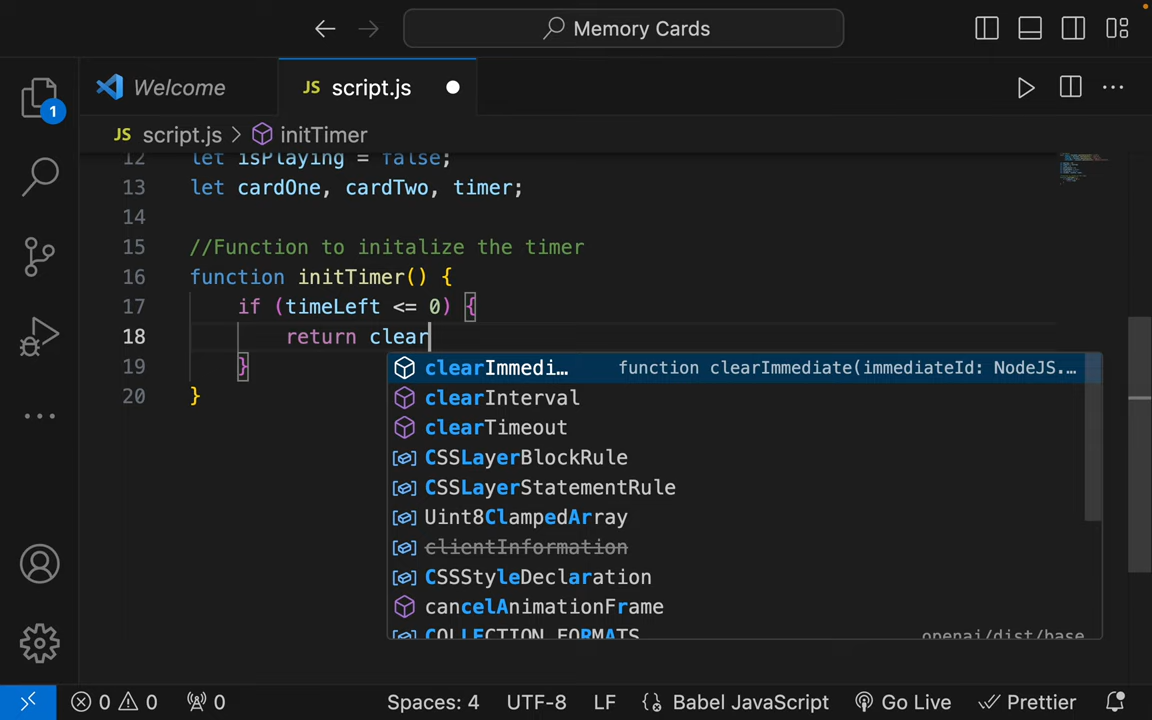 Memory Cards
Welcome
JS script.js
1
JS script.js > initTimer
12 let isPlaying = false;
13 let cardOne, cardTwo, timer;
14
15 //Function to initalize the timer
16 function initTimer() {
17 if (timeLeft <= 0) {
18 return clear
19 }
20 }
clearImmedi… function clearImmediate(immediateId: NodeJS.…
clearInterval
clearTimeout
CSSLayerBlockRule
CSSLayerStatementRule
Uint8ClampedArray
clientInformation
CSSStyleDeclaration
cancelAnimationFrame
COLLECTION_FORMATS openai/dist/base
0 0 0 Spaces: 4 UTF-8 LF {} Babel JavaScript Go Live Prettier